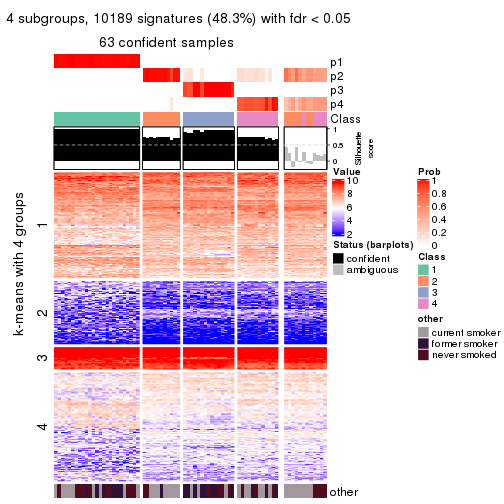 4 subgroups, 10189 signatures (48.3%) with fdr < 0.05
63 confident samples
p1
p2
p3
p4
Class
1
0.5
0
Silhouette
score
k-means with 4 groups
1
2
3
4
other
Value
10
8
6
4
2
Status (barplots)
confident
ambiguous
Prob
1
0.8
0.6
0.4
0.2
0
Class
1
2
3
4
other
current smoker
former smoker
never smoked